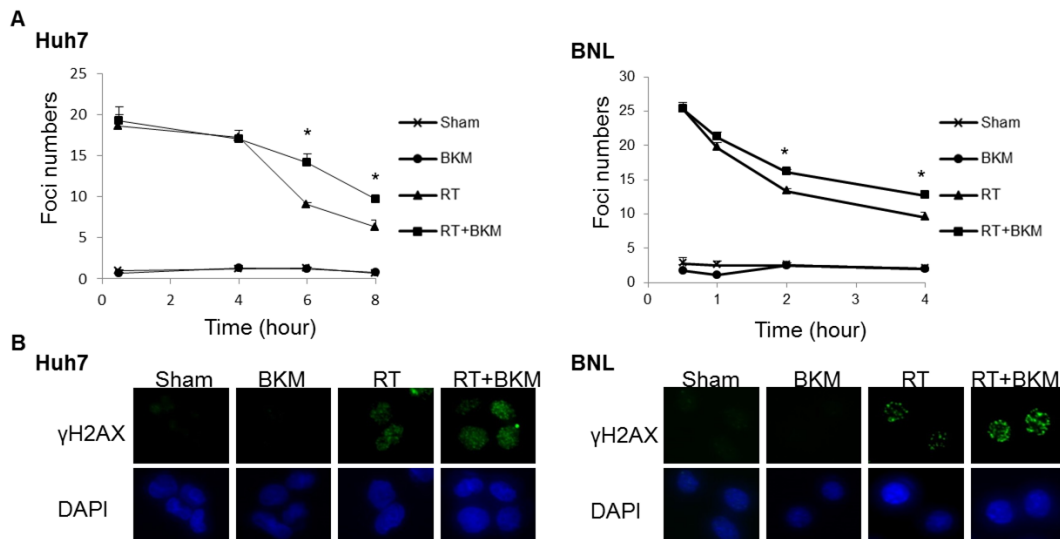 A
Huh7
25
20
15
10
5
0
0
2
4
6
8
*
*
Foci numbers
Time (hour)
Sham
BKM
RT
RT+BKM
BNL
30
25
20
15
10
5
0
0
1
2
3
4
*
*
Foci numbers
Time (hour)
Sham
BKM
RT
RT+BKM
B
Huh7
Sham BKM RT RT+BKM
γH2AX
DAPI
BNL
Sham BKM RT RT+BKM
γH2AX
DAPI